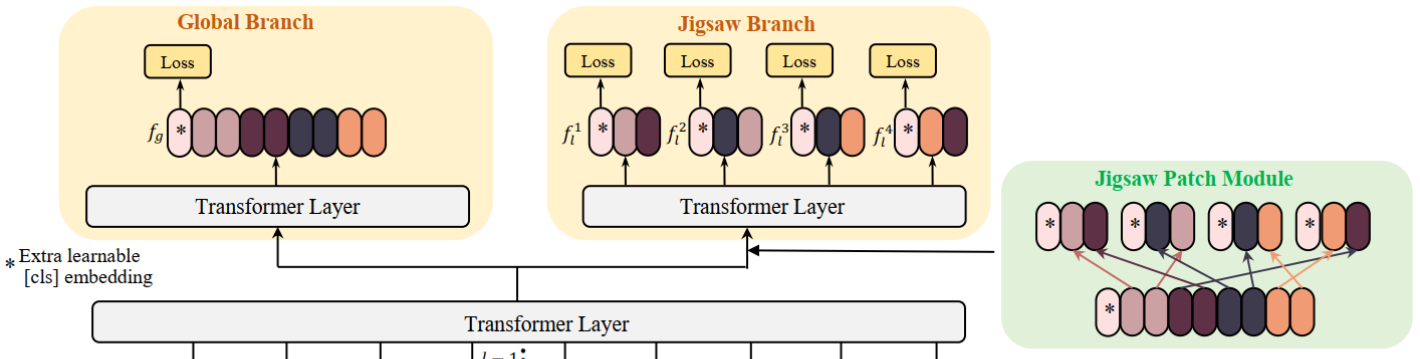 Global Branch
Jigsaw Branch
Loss
Loss
Loss
Loss
Loss
f_g
*
f_l^1
*
f_l^2
*
f_l^3
*
f_l^4
*
Transformer Layer
Transformer Layer
Jigsaw Patch Module
*
*
*
*
*
* Extra learnable
[cls] embedding
Transformer Layer